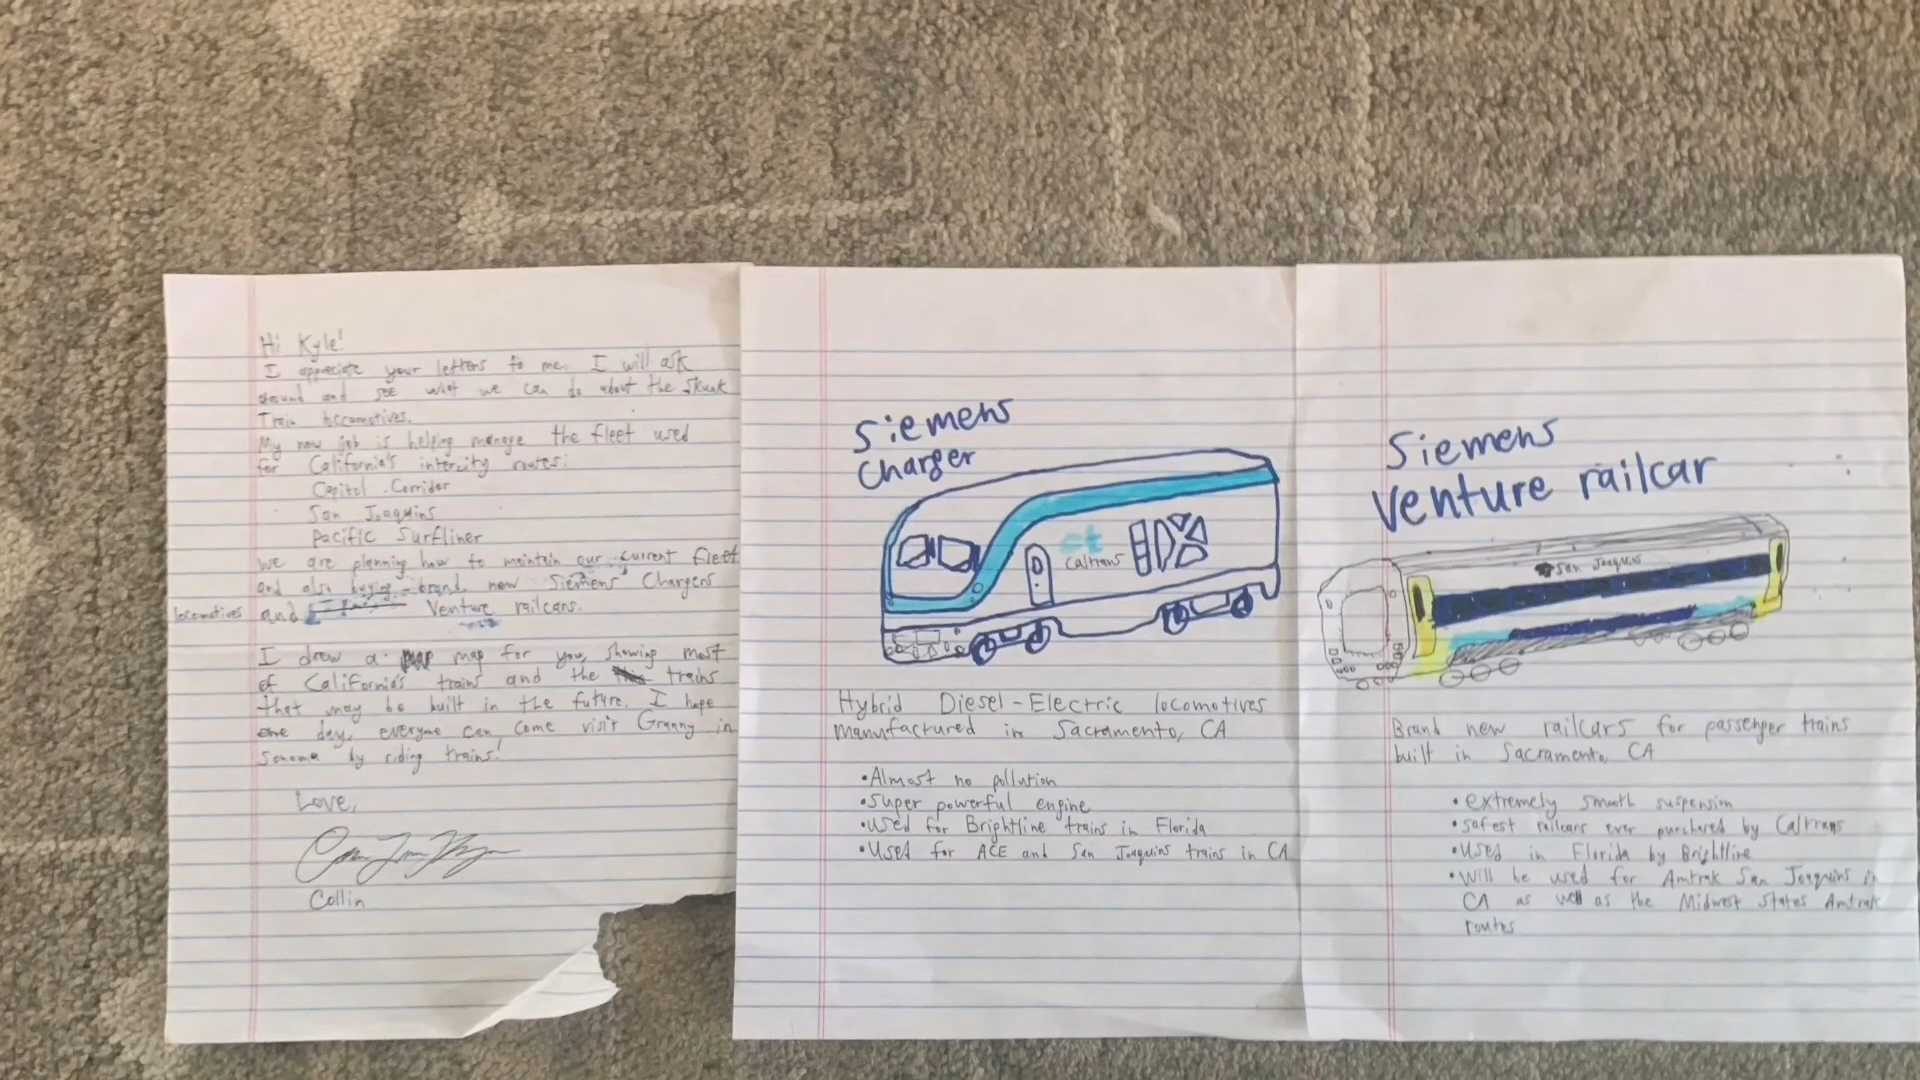 Hi Kyle!
I appreciate your letters to me. I will ask
around and see what we can do about the Skunk
Train locomotives.
My new job is helping manage the fleet used
for California's intercity routes:
Capitol Corridor
San Joaquins
Pacific Surfliner
we are planning how to maintain our current fleet
and also buying brand new Siemens Chargers
locomotives and Venture railcars.
I drew a map for you, showing most
of California's trains and the trains
that may be built in the future. I hope
one day, everyone can come visit Granny in
Sonoma by riding trains!
Love,
Collin
Siemens
Charger
ct
Caltrans
Hybrid Diesel-Electric locomotives
manufactured in Sacramento, CA
•Almost no pollution
•Super powerful engine
•Used for Brightline trains in Florida
•Used for ACE and San Joaquins trains in CA
Siemens
Venture railcar
San Joaquins
Brand new railcars for passenger trains
built in Sacramento, CA
•extremely smooth suspension
•safest railcars ever purchased by Caltrans
•Used in Florida by Brightline
•will be used for Amtrak San Joaquins in
CA as well as the Midwest States Amtrak
routes